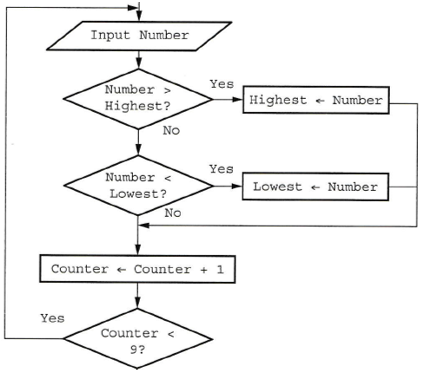 Input Number
Number >
Highest?
Yes
Highest ← Number
No
Number <
Lowest?
Yes
Lowest ← Number
No
Counter ← Counter + 1
Yes
Counter <
9?